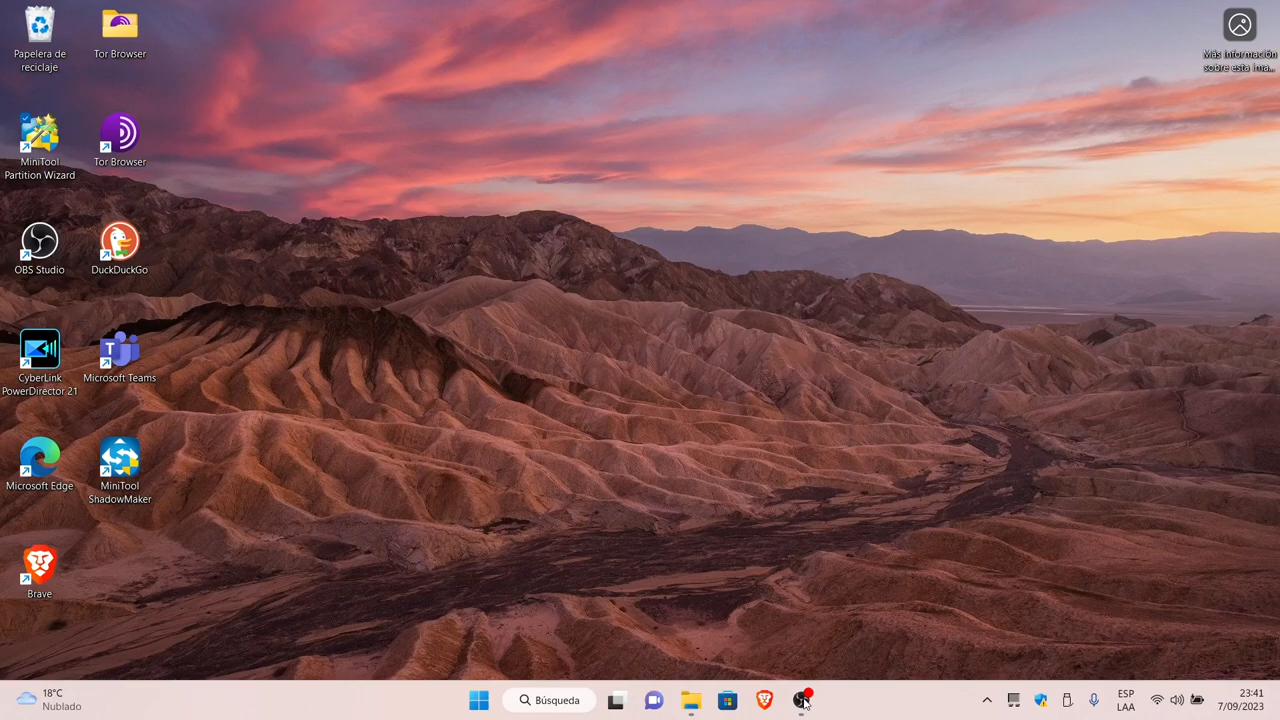 Papelera de
reciclaje
Tor Browser
Más información
sobre esta ima...
MiniTool
Partition Wizard
Tor Browser
OBS Studio
DuckDuckGo
CyberLink
PowerDirector 21
Microsoft Teams
Microsoft Edge
MiniTool
ShadowMaker
Brave
18°C
Nublado
Búsqueda
ESP
LAA
23:41
7/09/2023